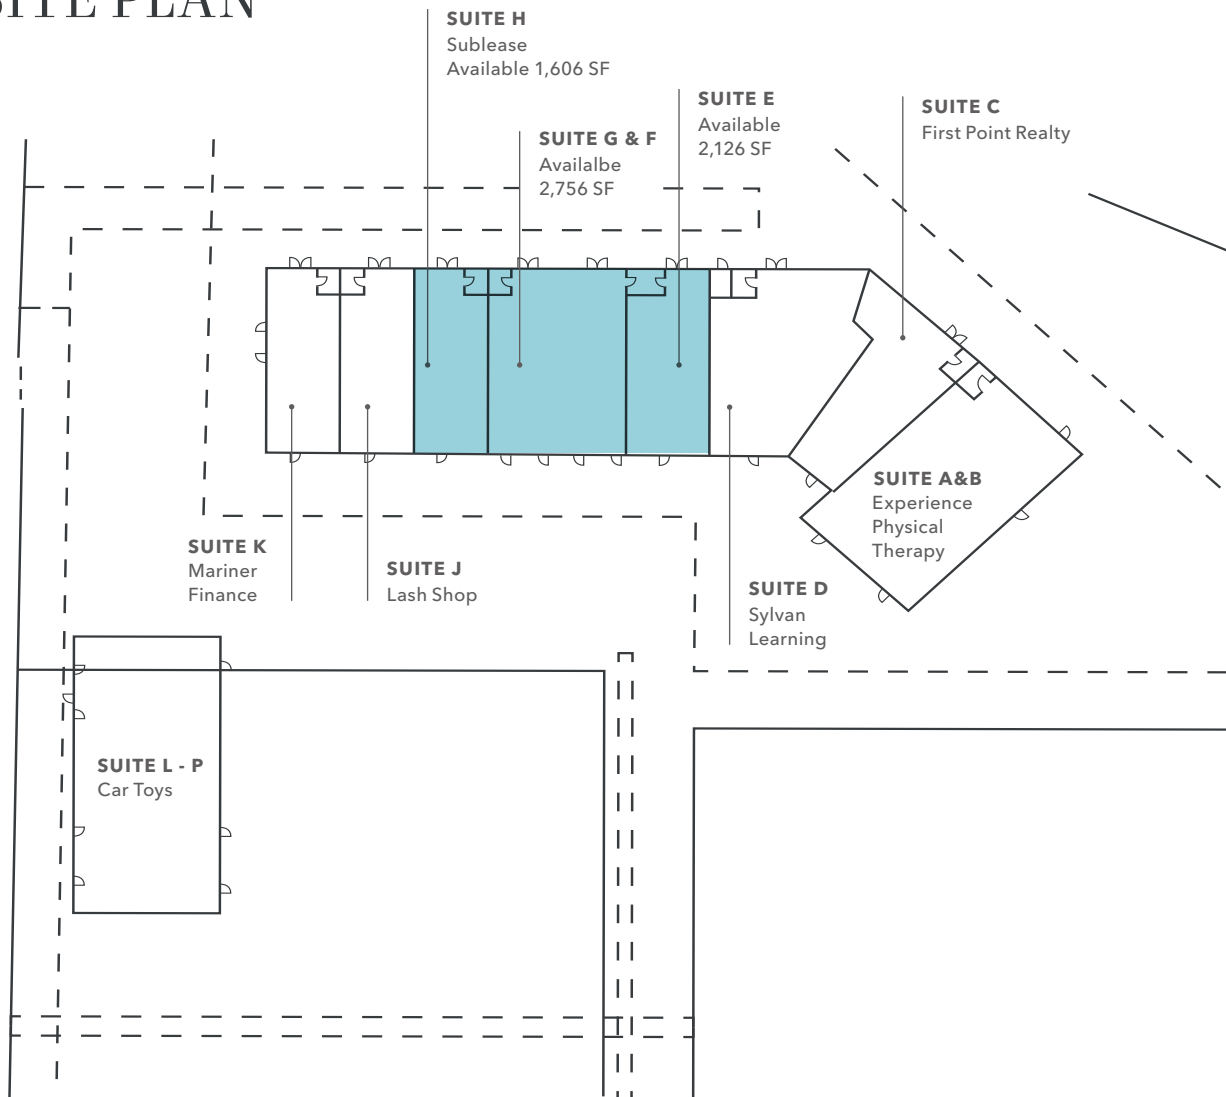 SITE PLAN
SUITE H
Sublease
Available 1,606 SF
SUITE G & F
Availalbe
2,756 SF
SUITE E
Available
2,126 SF
SUITE C
First Point Realty
SUITE K
Mariner
Finance
SUITE J
Lash Shop
SUITE D
Sylvan
Learning
SUITE A&B
Experience
Physical
Therapy
SUITE L - P
Car Toys